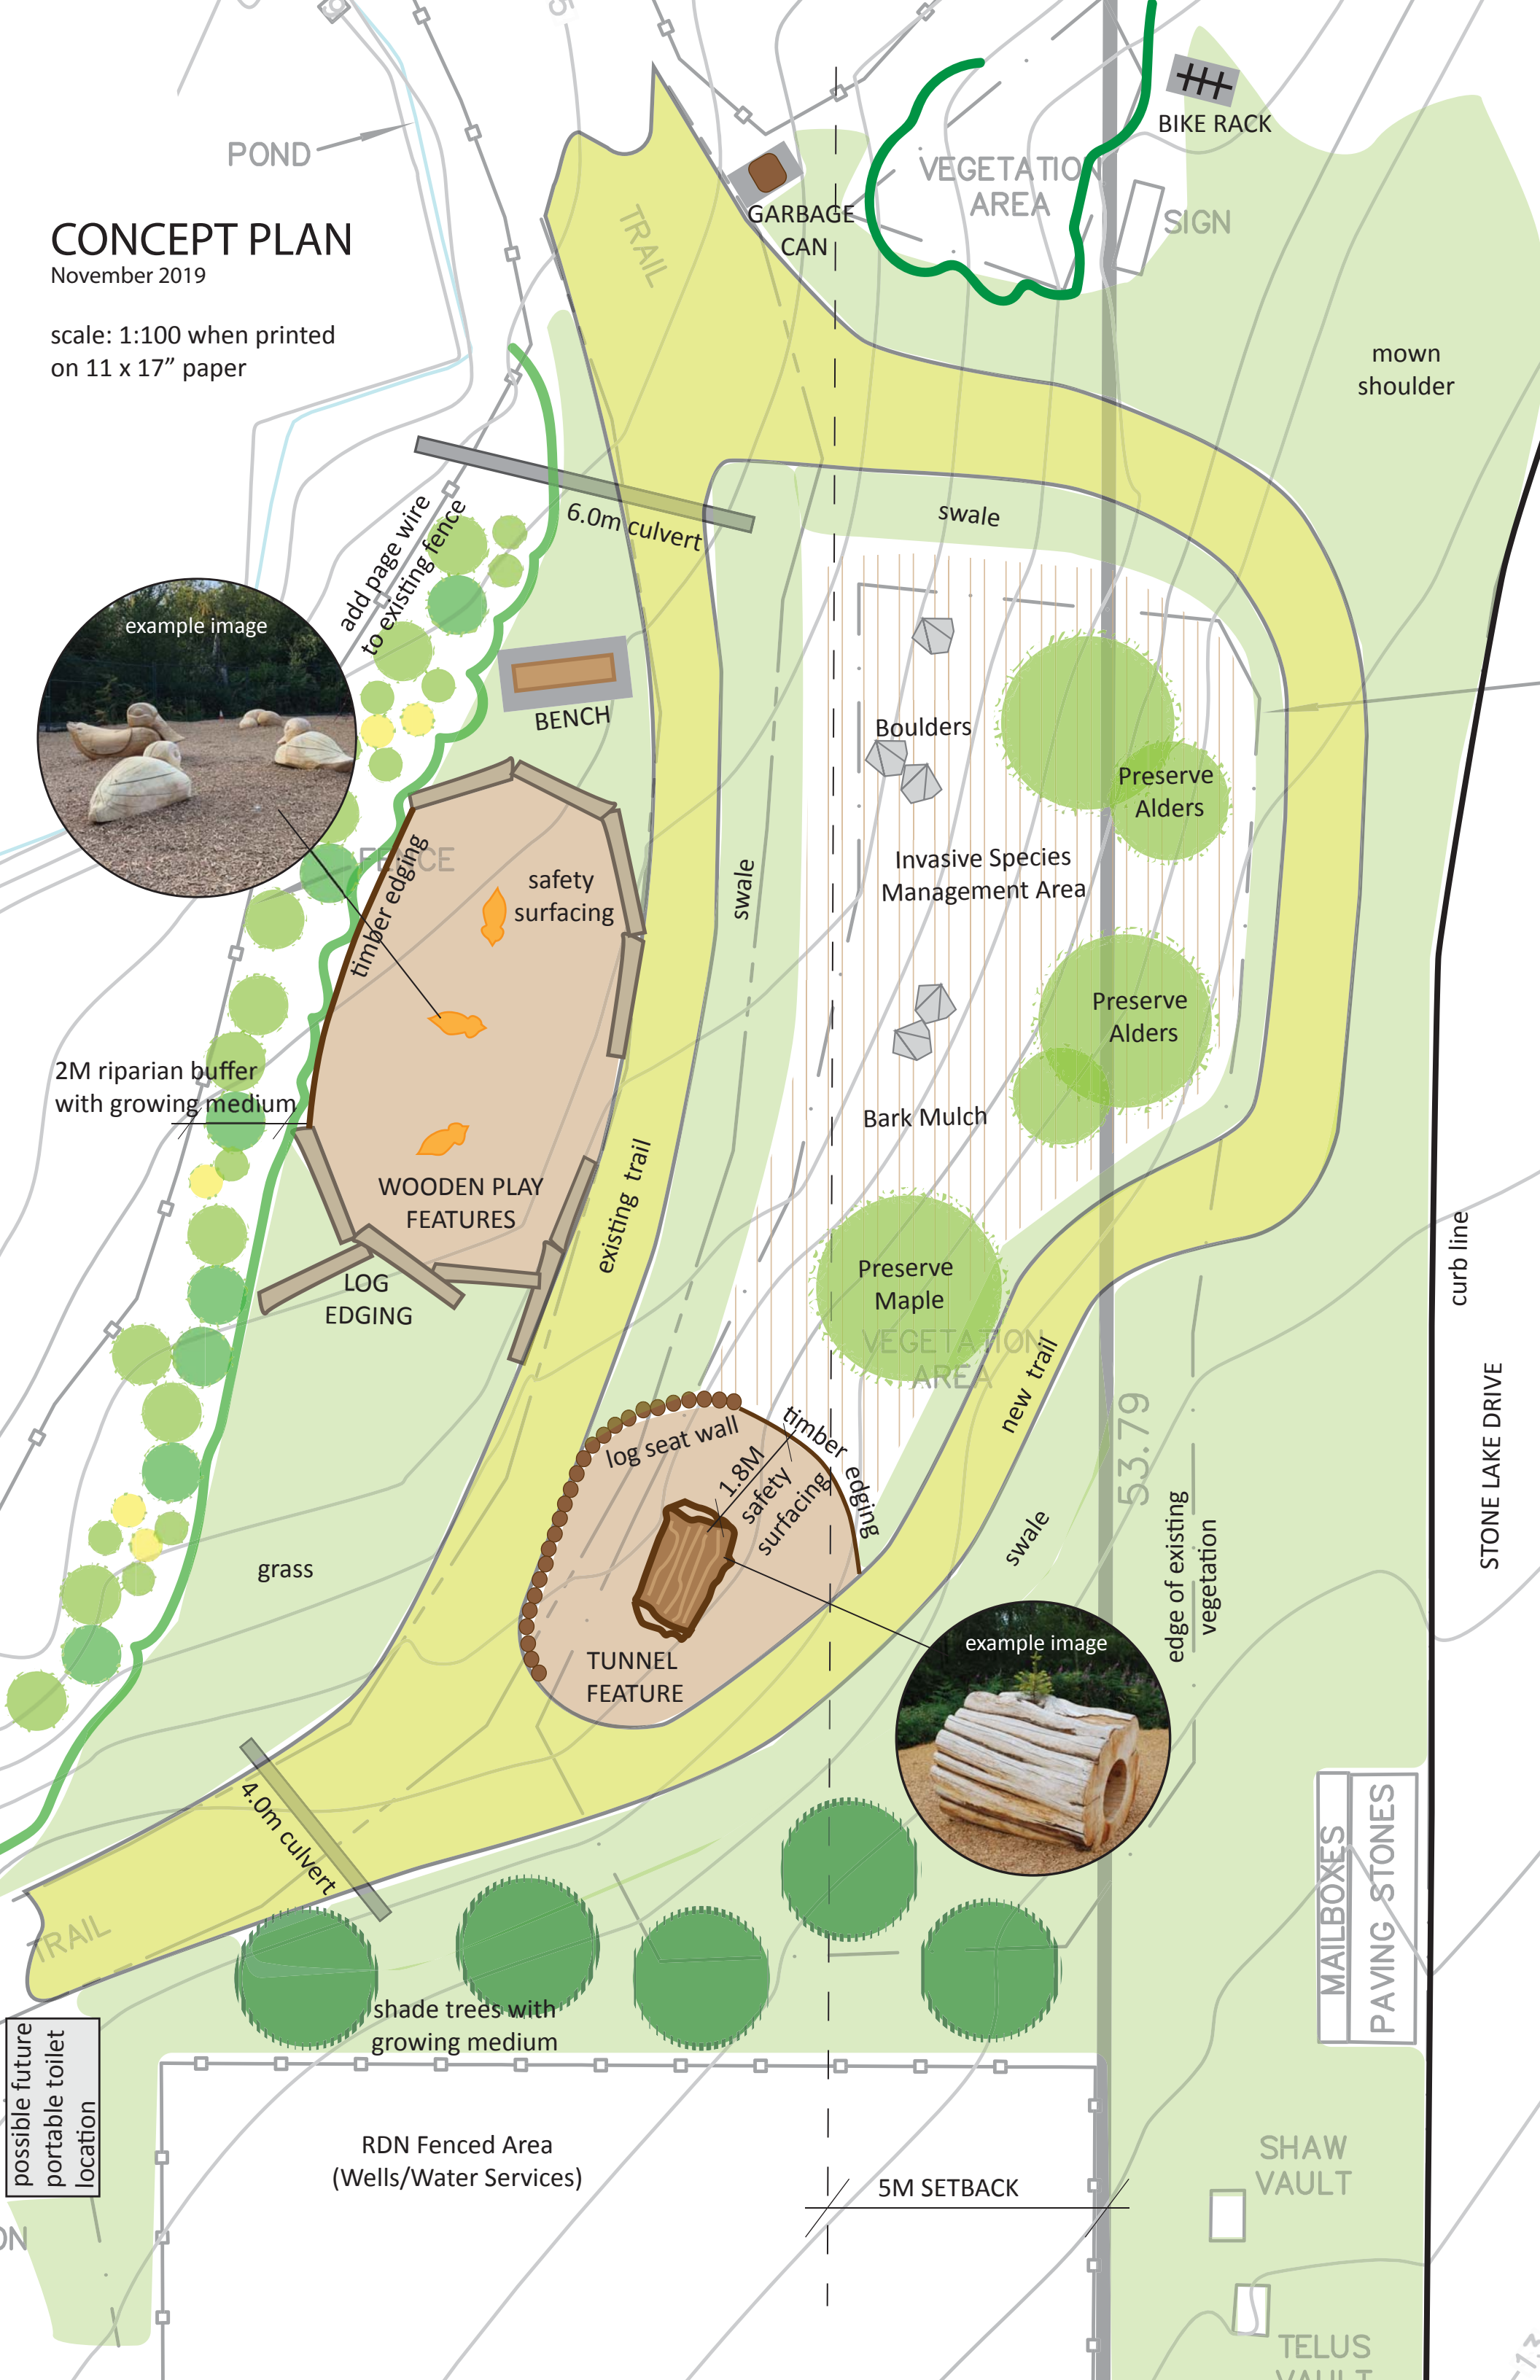 POND
CONCEPT PLAN
November 2019
scale: 1:100 when printed
on 11 x 17” paper
TRAIL
GARBAGE
CAN
VEGETATION
AREA
BIKE RACK
SIGN
mown
shoulder
6.0m culvert
swale
add page wire
to existing fence
example image
BENCH
Boulders
Preserve
Alders
FENCE
timber edging
safety
surfacing
swale
Invasive Species
Management Area
Preserve
Alders
2M riparian buffer
with growing medium
Bark Mulch
WOODEN PLAY
FEATURES
existing trail
LOG
EDGING
Preserve
Maple
VEGETATION
AREA
curb line
new trail
53.79
STONE LAKE DRIVE
log seat wall
timber edging
1.8M
safety
surfacing
swale
edge of existing
vegetation
grass
TUNNEL
FEATURE
example image
4.0m culvert
TRAIL
MAILBOXES
PAVING STONES
shade trees with
growing medium
possible future
portable toilet
location
RDN Fenced Area
(Wells/Water Services)
5M SETBACK
SHAW
VAULT
TELUS
VAULT